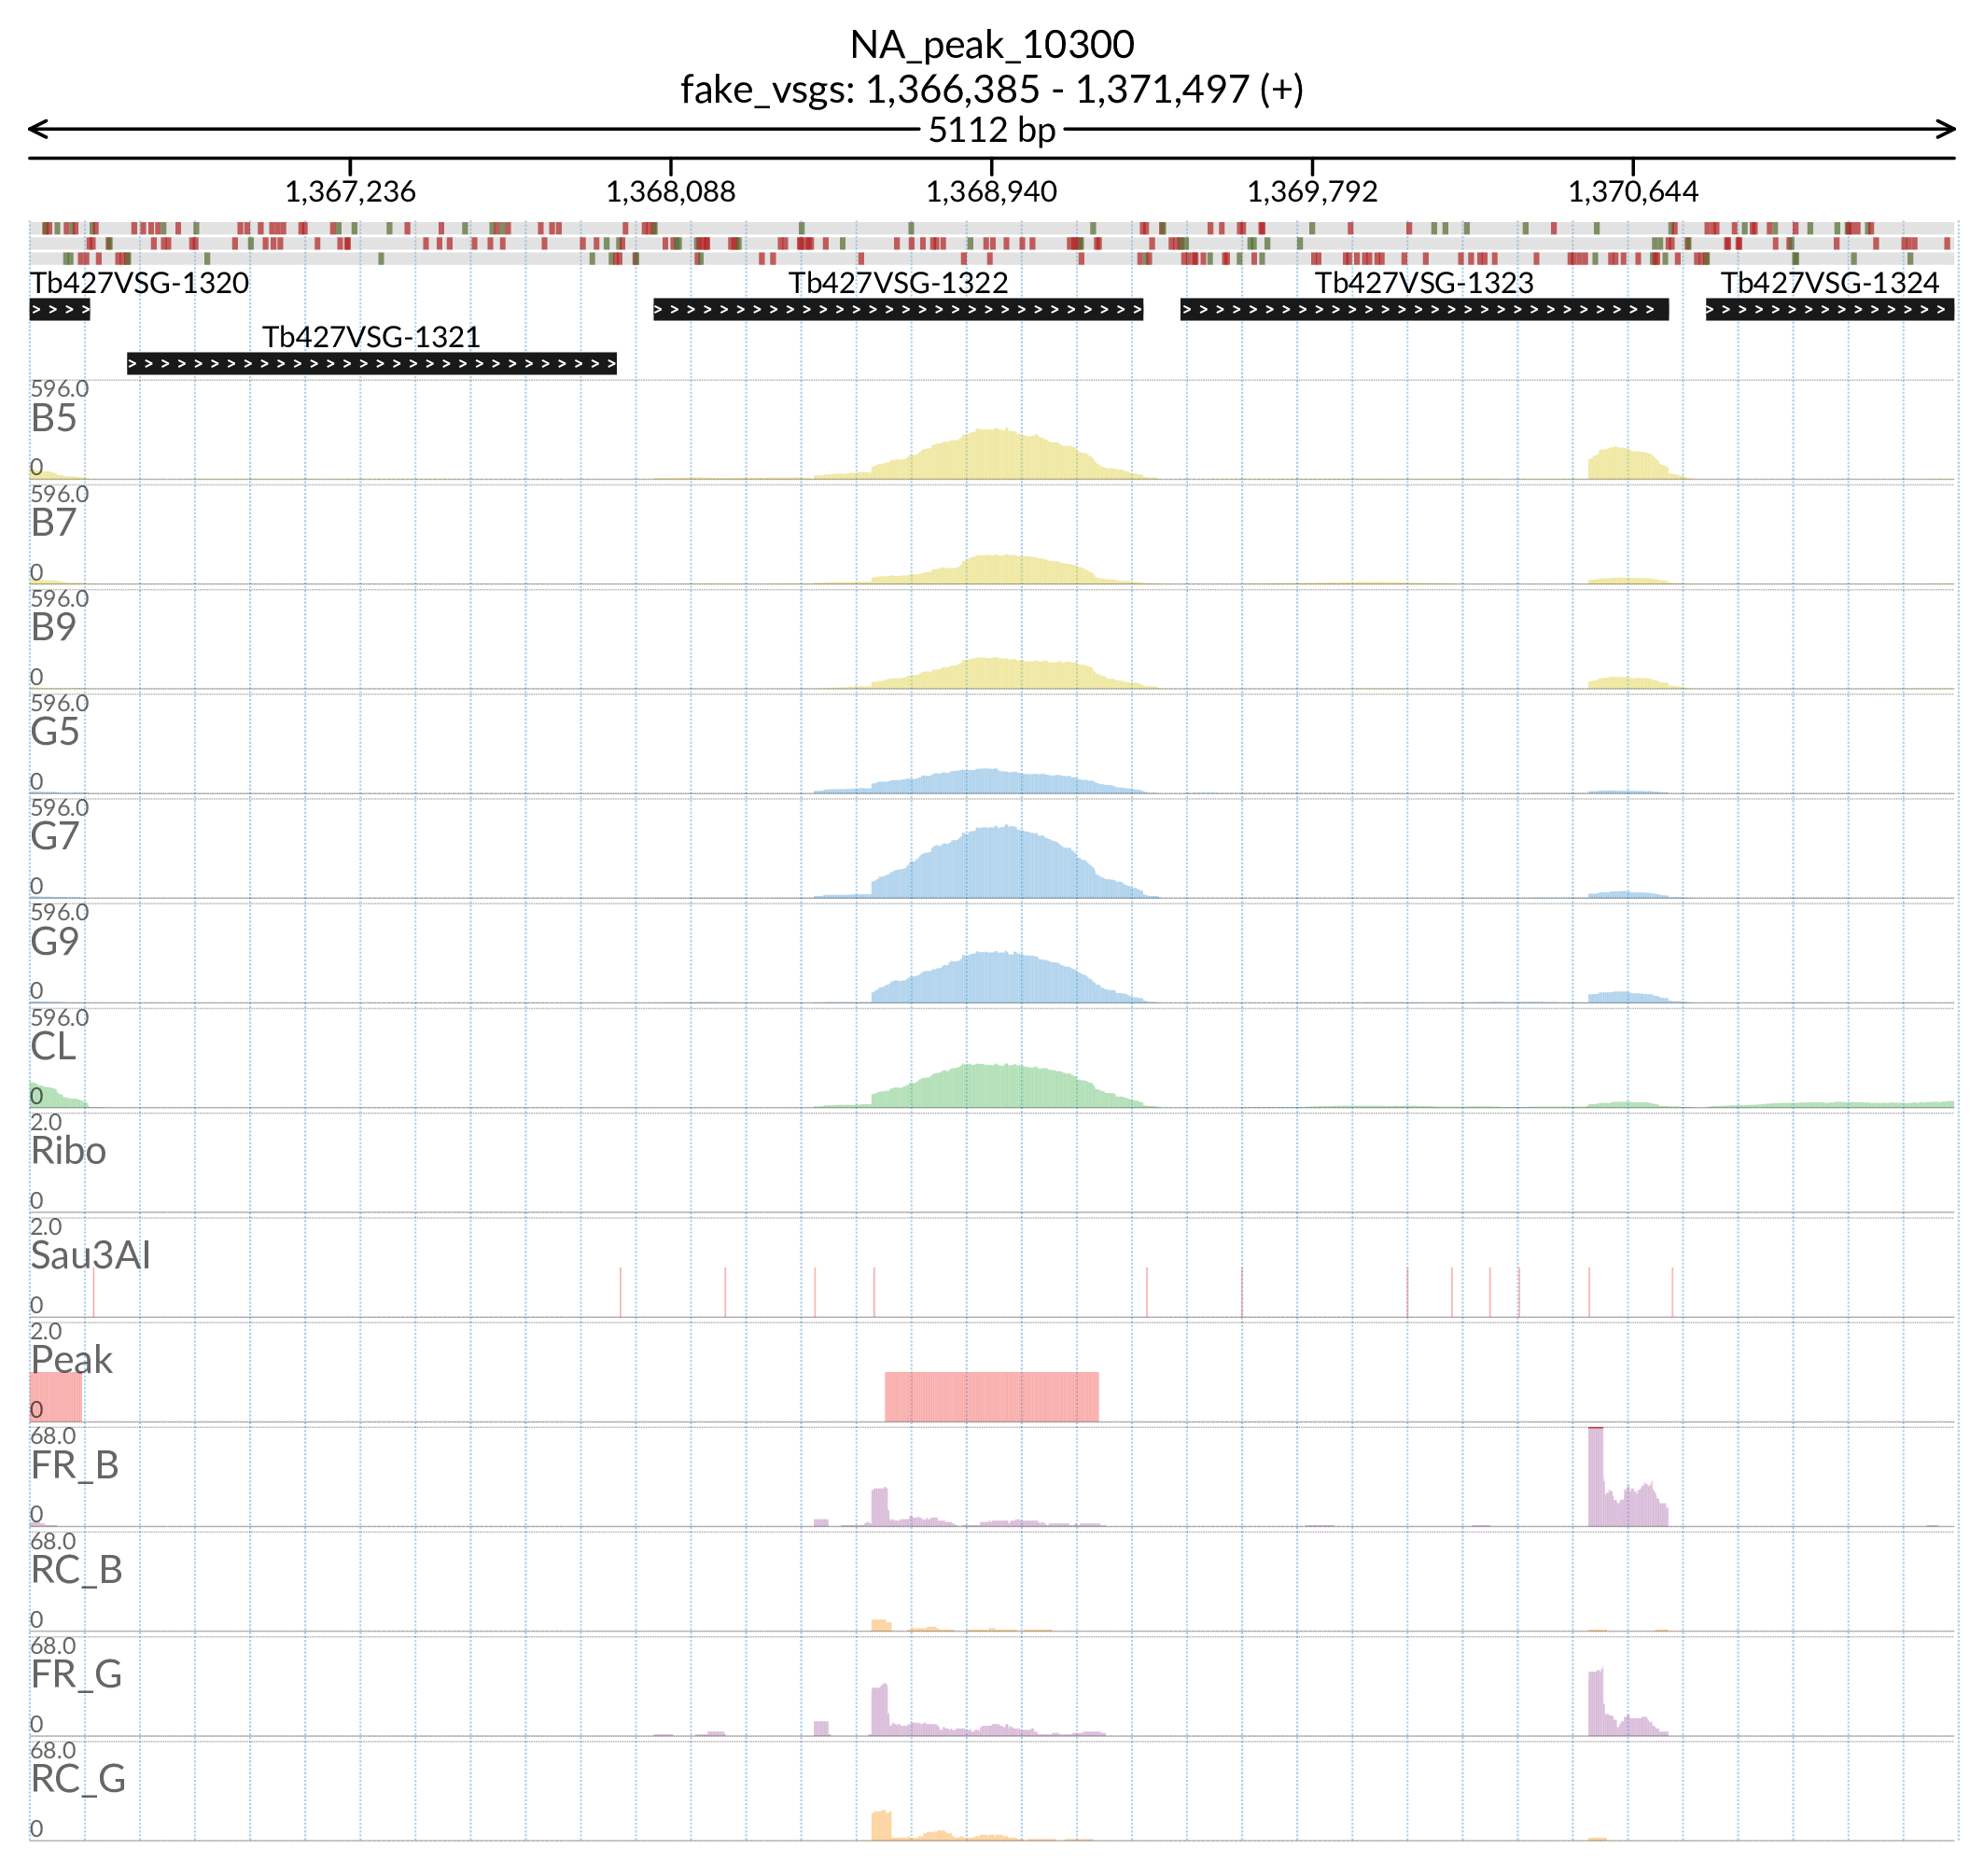 NA_peak_10300
fake_vsgs: 1,366,385 - 1,371,497 (+)
5112 bp
1,367,236 1,368,088 1,368,940 1,369,792 1,370,644
Tb427VSG-1320 Tb427VSG-1322 Tb427VSG-1323 Tb427VSG-1324
Tb427VSG-1321
596.0
B5
0
596.0
B7
0
596.0
B9
0
596.0
G5
0
596.0
G7
0
596.0
G9
0
596.0
CL
0
2.0
Ribo
0
2.0
Sau3AI
0
2.0
Peak
0
68.0
FR_B
0
68.0
RC_B
0
68.0
FR_G
0
68.0
RC_G
0